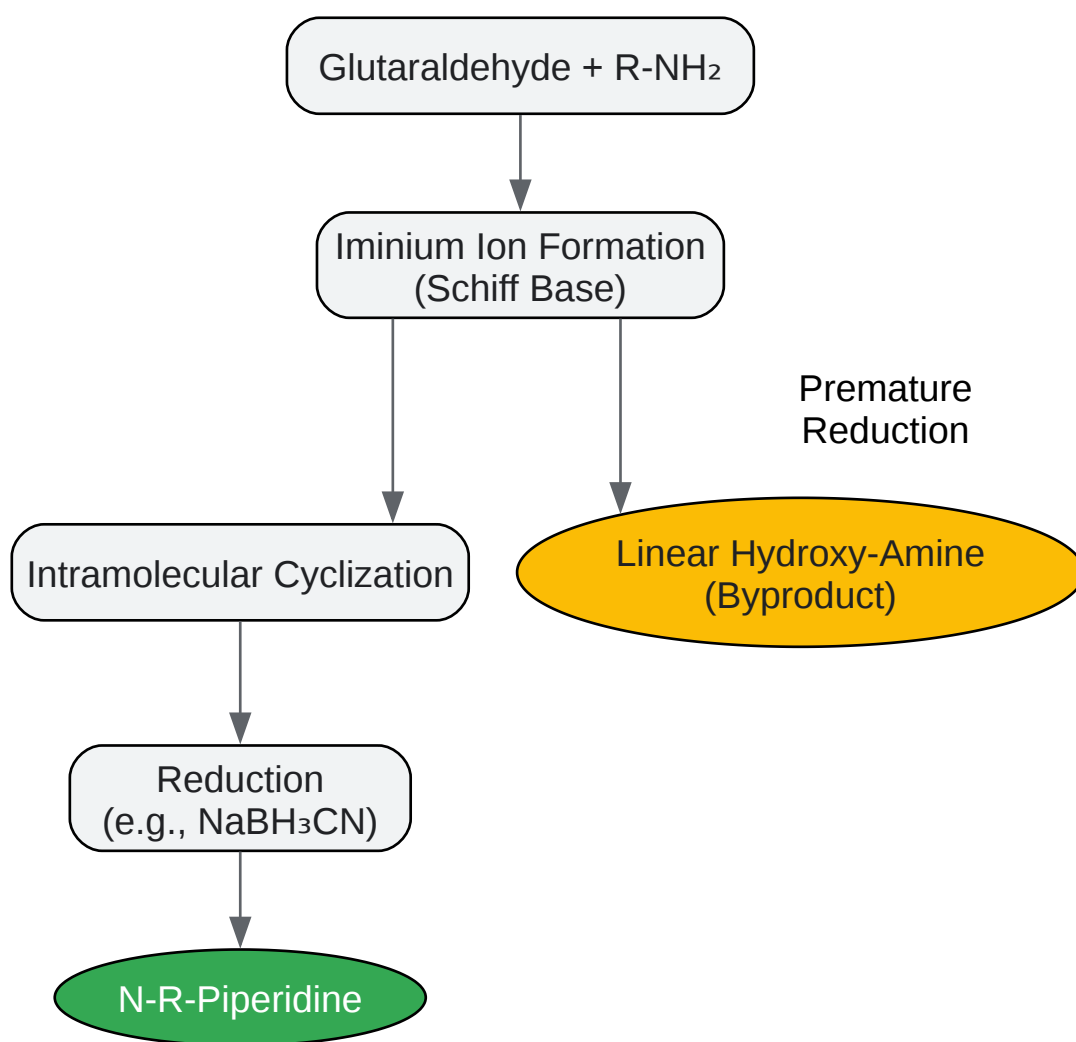 Glutaraldehyde + R-NH₂
Iminium Ion Formation
(Schiff Base)
Premature
Reduction
Intramolecular Cyclization
Linear Hydroxy-Amine
(Byproduct)
Reduction
(e.g., NaBH₃CN)
N-R-Piperidine